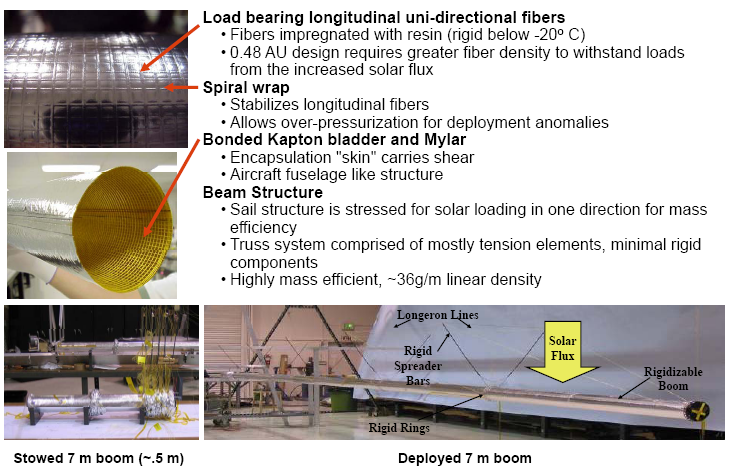 Load bearing longitudinal uni-directional fibers
• Fibers impregnated with resin (rigid below -20º C)
• 0.48 AU design requires greater fiber density to withstand loads
from the increased solar flux
Spiral wrap
• Stabilizes longitudinal fibers
• Allows over-pressurization for deployment anomalies
Bonded Kapton bladder and Mylar
• Encapsulation "skin" carries shear
• Aircraft fuselage like structure
Beam Structure
• Sail structure is stressed for solar loading in one direction for mass
efficiency
• Truss system comprised of mostly tension elements, minimal rigid
components
• Highly mass efficient, ~36g/m linear density
Longeron Lines
Rigid
Spreader
Bars
Solar
Flux
Rigidizable
Boom
Rigid Rings
Stowed 7 m boom (~.5 m)
Deployed 7 m boom